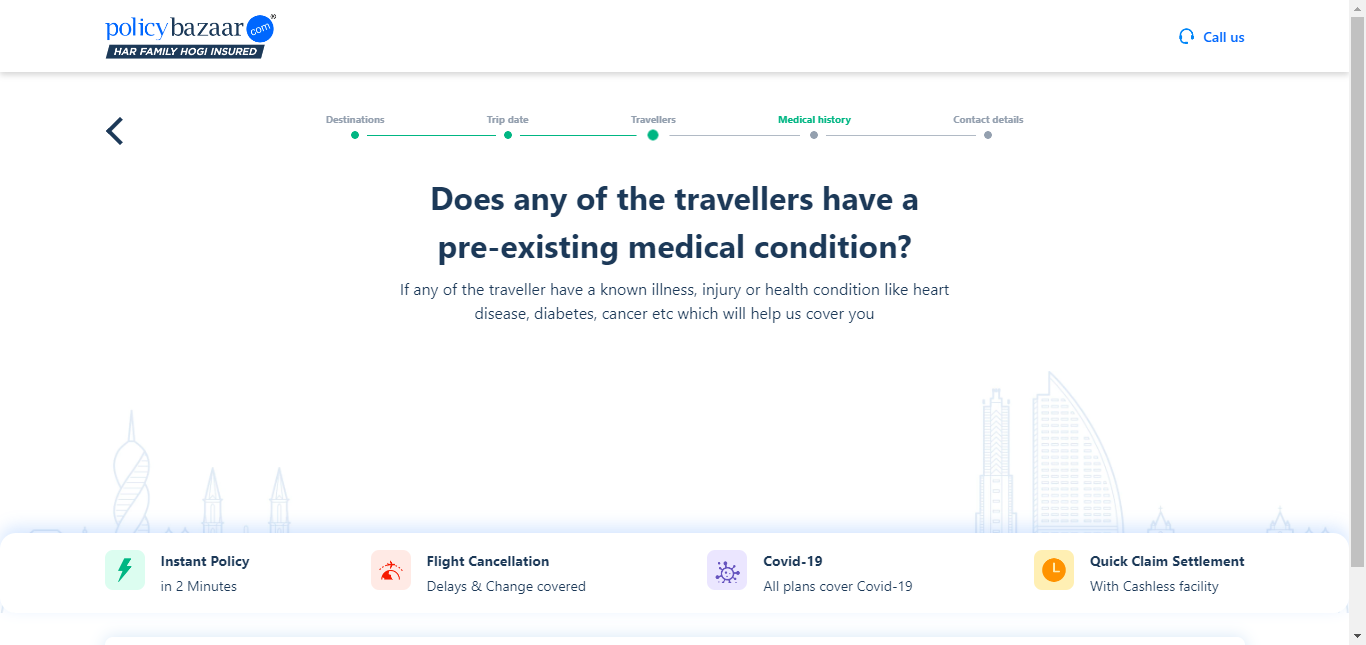 policybazaar.com®
HAR FAMILY HOGI INSURED
Call us
Destinations
Trip date
Travellers
Medical history
Contact details
Does any of the travellers have a
pre-existing medical condition?
If any of the traveller have a known illness, injury or health condition like heart
disease, diabetes, cancer etc which will help us cover you
Instant Policy
in 2 Minutes
Flight Cancellation
Delays & Change covered
Covid-19
All plans cover Covid-19
Quick Claim Settlement
With Cashless facility